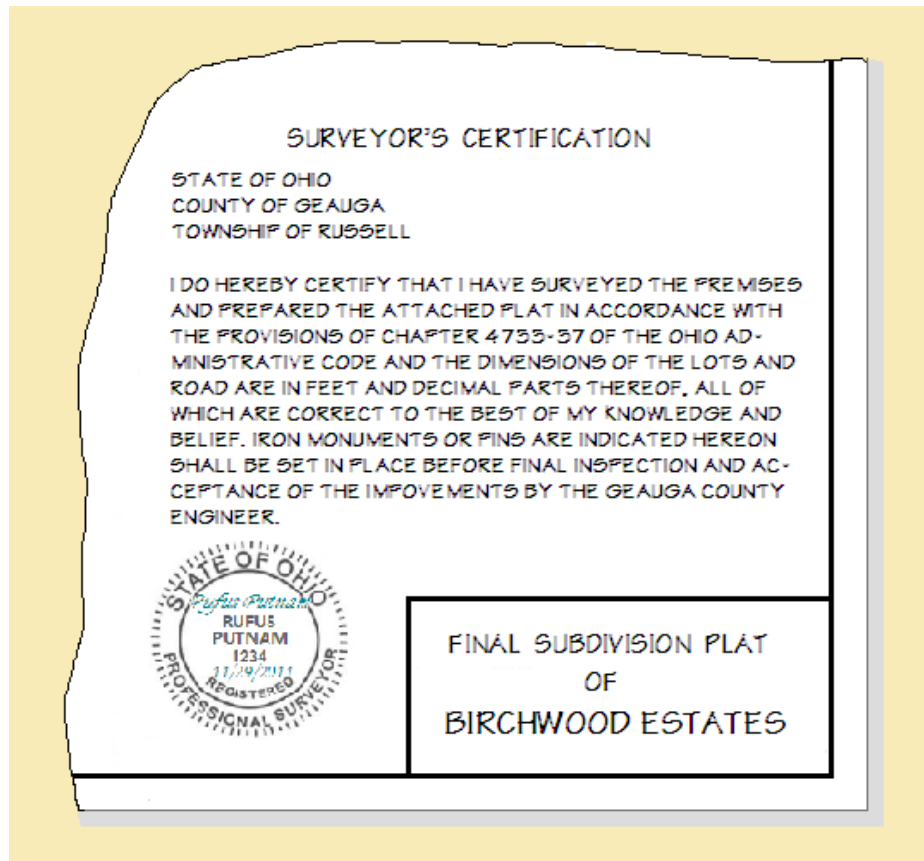 SURVEYOR'S CERTIFICATION
STATE OF OHIO
COUNTY OF GEAUGA
TOWNSHIP OF RUSSELL
I DO HEREBY CERTIFY THAT I HAVE SURVEYED THE PREMISES
AND PREPARED THE ATTACHED PLAT IN ACCORDANCE WITH
THE PROVISIONS OF CHAPTER 4733-37 OF THE OHIO AD-
MINISTRATIVE CODE AND THE DIMENSIONS OF THE LOTS AND
ROAD ARE IN FEET AND DECIMAL PARTS THEREOF. ALL OF
WHICH ARE CORRECT TO THE BEST OF MY KNOWLEDGE AND
BELIEF. IRON MONUMENTS OR PINS ARE INDICATED HEREON
SHALL BE SET IN PLACE BEFORE FINAL INSPECTION AND AC-
CEPTANCE OF THE IMPOVEMENTS BY THE GEAUGA COUNTY
ENGINEER.
STATE OF OHIO
Rufus Putnam
RUFUS
PUTNAM
1234
11/29/2011
REGISTERED
PROFESSIONAL SURVEYOR
FINAL SUBDIVISION PLAT
OF
BIRCHWOOD ESTATES